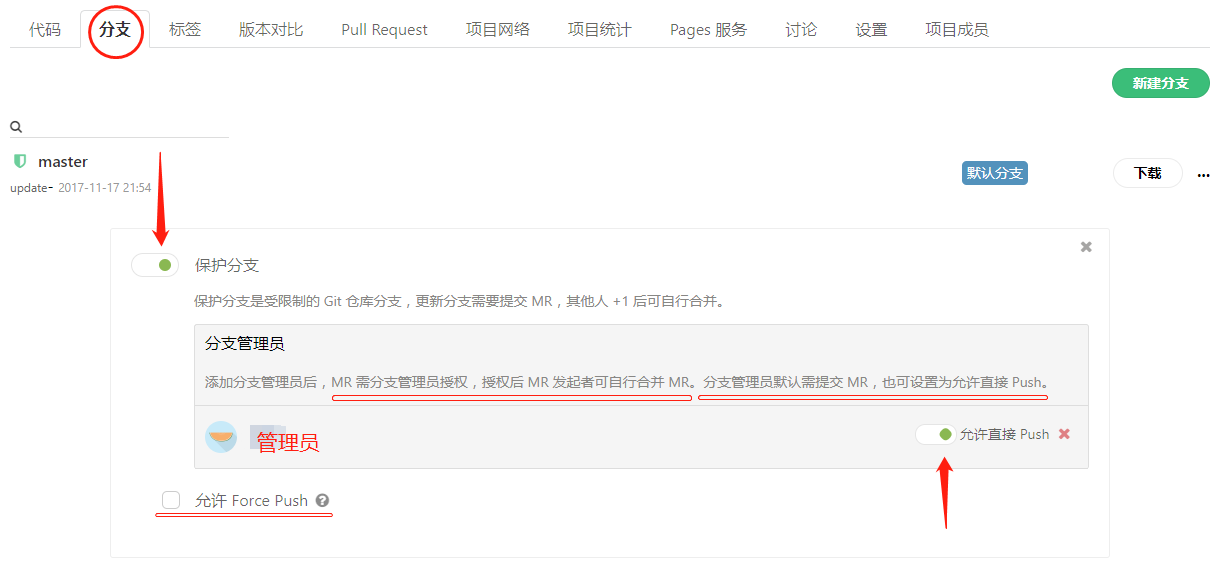 代码 分支 标签 版本对比 Pull Request 项目网络 项目统计 Pages 服务 讨论 设置 项目成员
新建分支
master 默认分支 下载 ...
update- 2017-11-17 21:54
保护分支
保护分支是受限制的 Git 仓库分支，更新分支需要提交 MR，其他人 +1 后可自行合并。
分支管理员
添加分支管理员后，MR 需分支管理员授权，授权后 MR 发起者可自行合并 MR。分支管理员默认需提交 MR，也可设置为允许直接 Push。
管理员 允许直接 Push
允许 Force Push ?